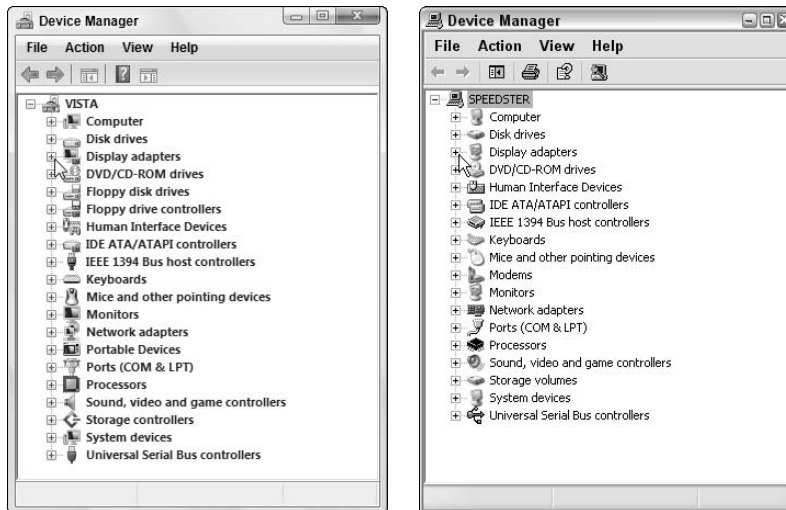 Device Manager
File Action View Help
VISTA
Computer
Disk drives
Display adapters
DVD/CD-ROM drives
Floppy disk drives
Floppy drive controllers
Human Interface Devices
IDE ATA/ATAPI controllers
IEEE 1394 Bus host controllers
Keyboards
Mice and other pointing devices
Monitors
Network adapters
Portable Devices
Ports (COM & LPT)
Processors
Sound, video and game controllers
Storage controllers
System devices
Universal Serial Bus controllers
Device Manager
File Action View Help
SPEEDSTER
Computer
Disk drives
Display adapters
DVD/CD-ROM drives
Human Interface Devices
IDE ATA/ATAPI controllers
IEEE 1394 Bus host controllers
Keyboards
Mice and other pointing devices
Modems
Monitors
Network adapters
Ports (COM & LPT)
Processors
Sound, video and game controllers
Storage volumes
System devices
Universal Serial Bus controllers